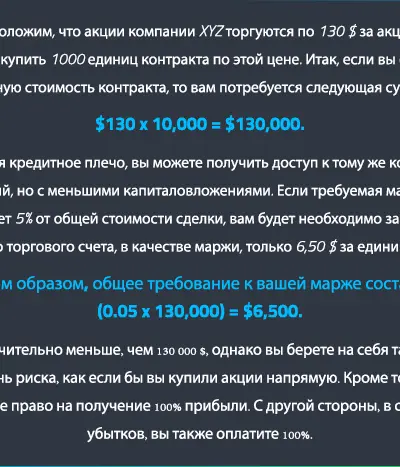 оложим, что акции компании XYZ торгуются по 130 $ за акц
купить 1000 единиц контракта по этой цене. Итак, если вы
ную стоимость контракта, то вам потребуется следующая су
$130 x 10,000 = $130,000.
я кредитное плечо, вы можете получить доступ к тому же ко
й, но с меньшими капиталовложениями. Если требуемая ма
ет 5% от общей стоимости сделки, вам будет необходимо за
торгового счета, в качестве маржи, только 6,50 $ за едини
м образом, общее требование к вашей марже сост
(0.05 x 130,000) = $6,500.
чительно меньше, чем 130 000 $, однако вы берете на себя т
нь риска, как если бы вы купили акции напрямую. Кроме то
е право на получение 100% прибыли. С другой стороны, в с
убытков, вы также оплатите 100%.